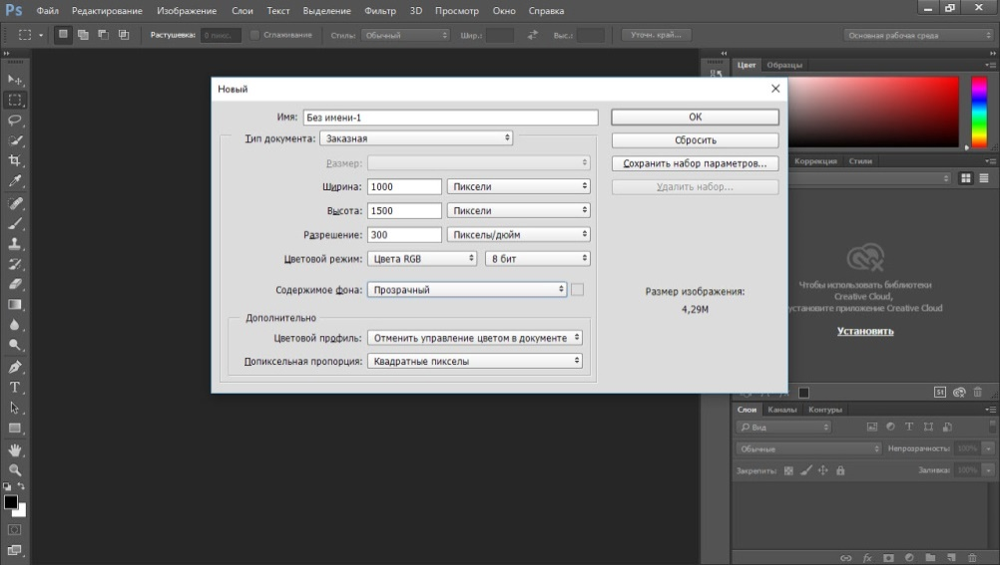 Ps Файл Редактирование Изображение Слои Текст Выделение Фильтр 3D Просмотр Окно Справка
Растушевка: 0 пикс. Сглаживание Стиль: Обычный Шир.: Выс.: Уточн. край... Основная рабочая среда
Цвет Образцы
Новый
Имя: Без имени-1 OK
Тип документа: Заказная Сбросить
Размер: Сохранить набор параметров...
Коррекция Стили
Ширина: 1000 Пиксели Удалить набор...
Высота: 1500 Пиксели
Разрешение: 300 Пикселы/дюйм
Цветовой режим: Цвета RGB 8 бит
Содержимое фона: Прозрачный
Размер изображения:
4,29M
Чтобы использовать библиотеки
Creative Cloud,
установите приложение Creative Cloud
Установить
Дополнительно
Цветовой профиль: Отменить управление цветом в документе
Попиксельная пропорция: Квадратные пикселы
St
Слои Каналы Контуры
Вид
Обычные Непрозрачность: 100%
Закрепить: Заливка: 100%
fx